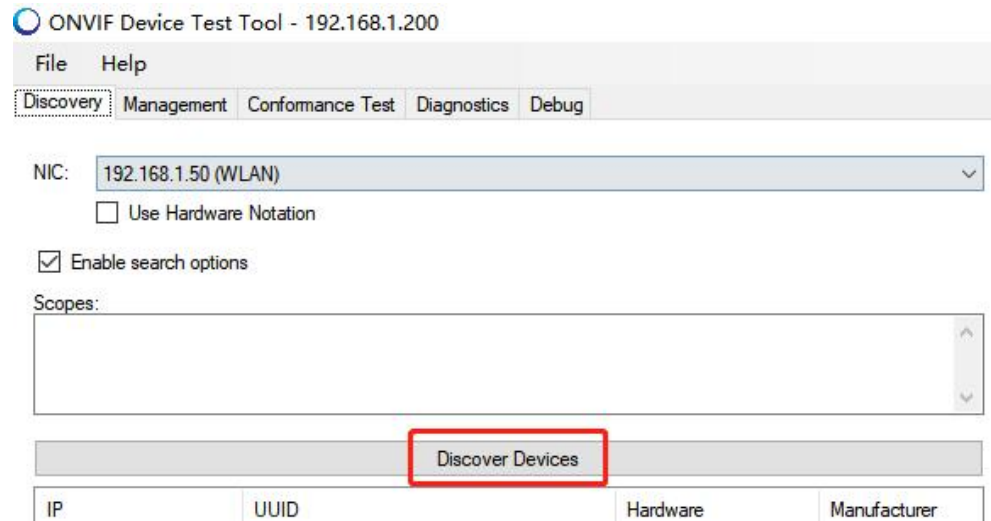 ONVIF Device Test Tool - 192.168.1.200
File Help
Discovery Management Conformance Test Diagnostics Debug
NIC: 192.168.1.50 (WLAN)
Use Hardware Notation
Enable search options
Scopes:
Discover Devices
IP UUID Hardware Manufacturer